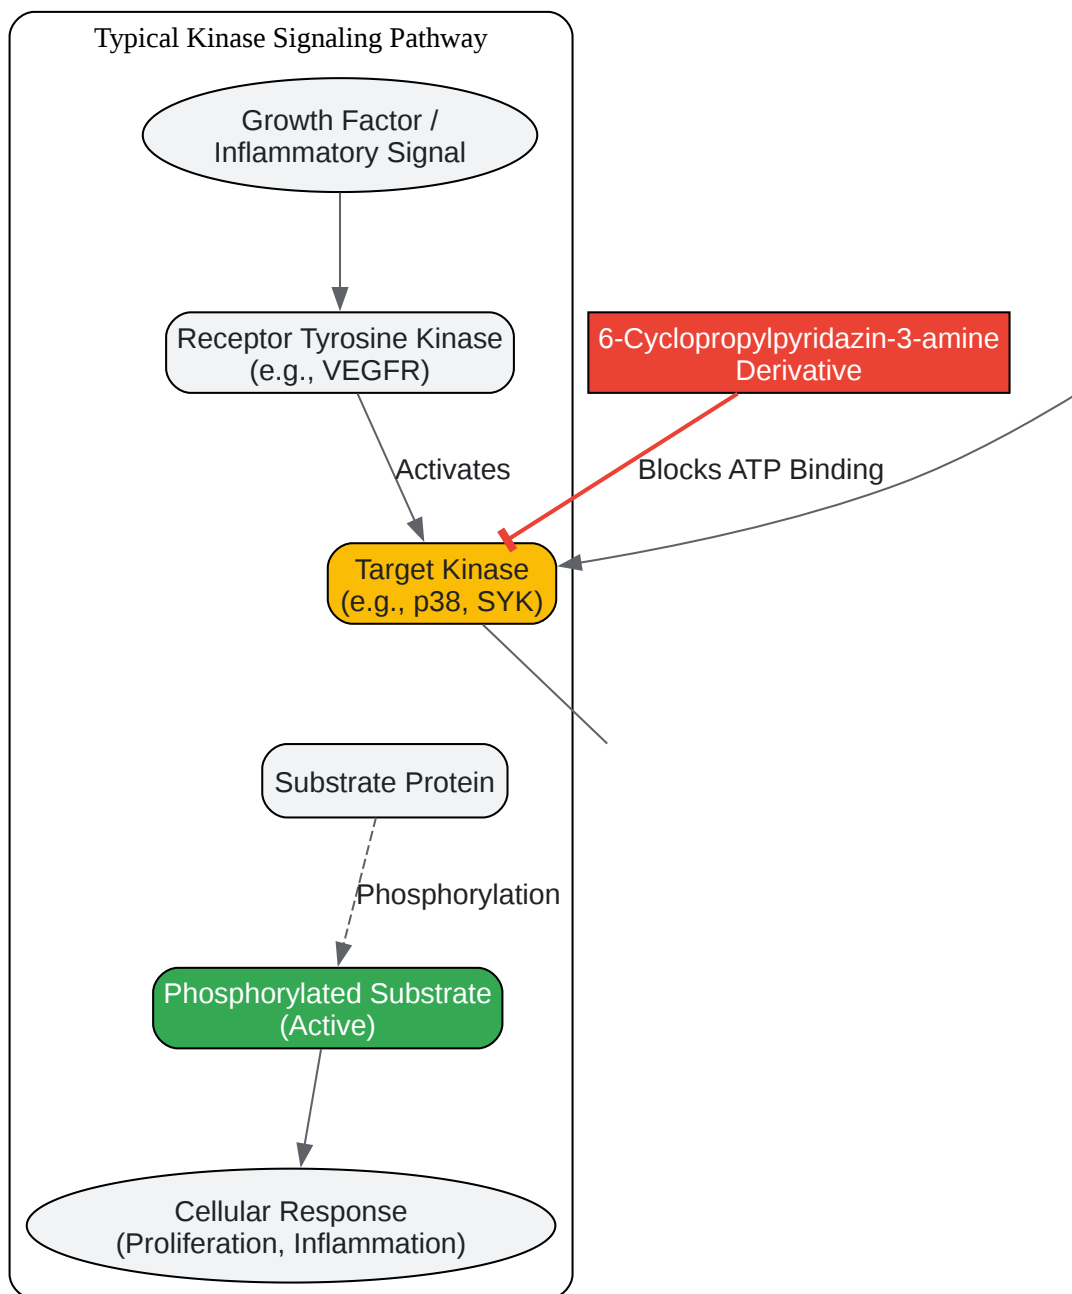 Typical Kinase Signaling Pathway
Growth Factor /
Inflammatory Signal
Receptor Tyrosine Kinase
(e.g., VEGFR)
6-Cyclopropylpyridazin-3-amine
Derivative
Activates
Blocks ATP Binding
Target Kinase
(e.g., p38, SYK)
Substrate Protein
Phosphorylation
Phosphorylated Substrate
(Active)
Cellular Response
(Proliferation, Inflammation)